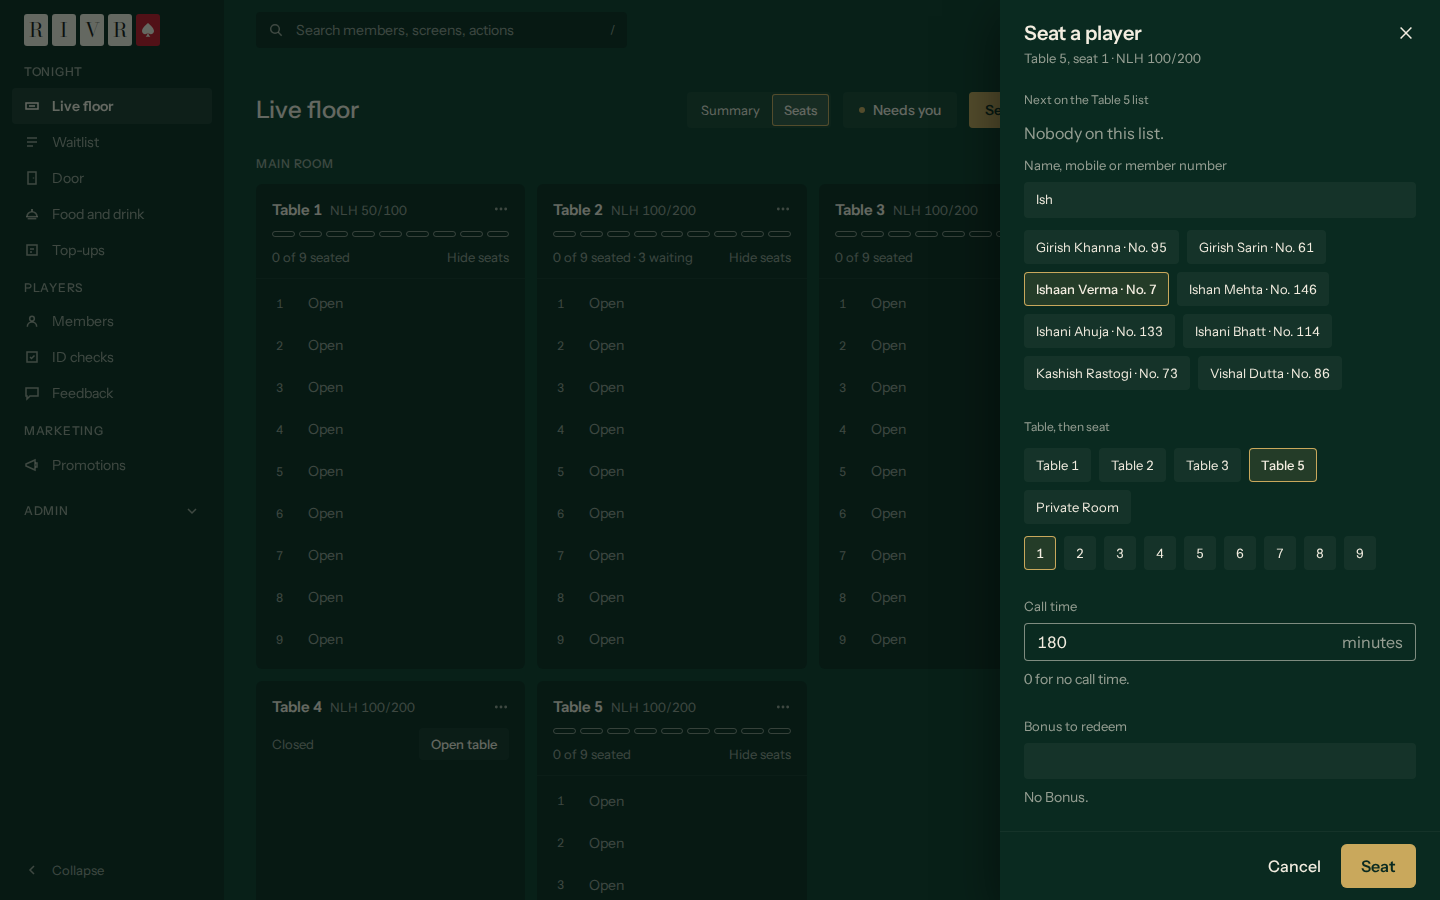 RIVR
Search members, screens, actions /
TONIGHT
Live floor
Waitlist
Door
Food and drink
Top-ups
PLAYERS
Members
ID checks
Feedback
MARKETING
Promotions
ADMIN
Collapse
Live floor
Summary Seats Needs you Se
MAIN ROOM
Table 1 NLH 50/100 ···
0 of 9 seated Hide seats
1 Open
2 Open
3 Open
4 Open
5 Open
6 Open
7 Open
8 Open
9 Open
Table 2 NLH 100/200 ···
0 of 9 seated · 3 waiting Hide seats
1 Open
2 Open
3 Open
4 Open
5 Open
6 Open
7 Open
8 Open
9 Open
Table 3 NLH 100/200
0 of 9 seated
1 Open
2 Open
3 Open
4 Open
5 Open
6 Open
7 Open
8 Open
9 Open
Table 4 NLH 100/200 ···
Closed Open table
Table 5 NLH 100/200 ···
0 of 9 seated Hide seats
1 Open
2 Open
3 Open
Seat a player
Table 5, seat 1 · NLH 100/200
Next on the Table 5 list
Nobody on this list.
Name, mobile or member number
Ish
Girish Khanna · No. 95 Girish Sarin · No. 61
Ishaan Verma · No. 7 Ishan Mehta · No. 146
Ishani Ahuja · No. 133 Ishani Bhatt · No. 114
Kashish Rastogi · No. 73 Vishal Dutta · No. 86
Table, then seat
Table 1 Table 2 Table 3 Table 5
Private Room
1 2 3 4 5 6 7 8 9
Call time
180 minutes
0 for no call time.
Bonus to redeem
No Bonus.
Cancel Seat